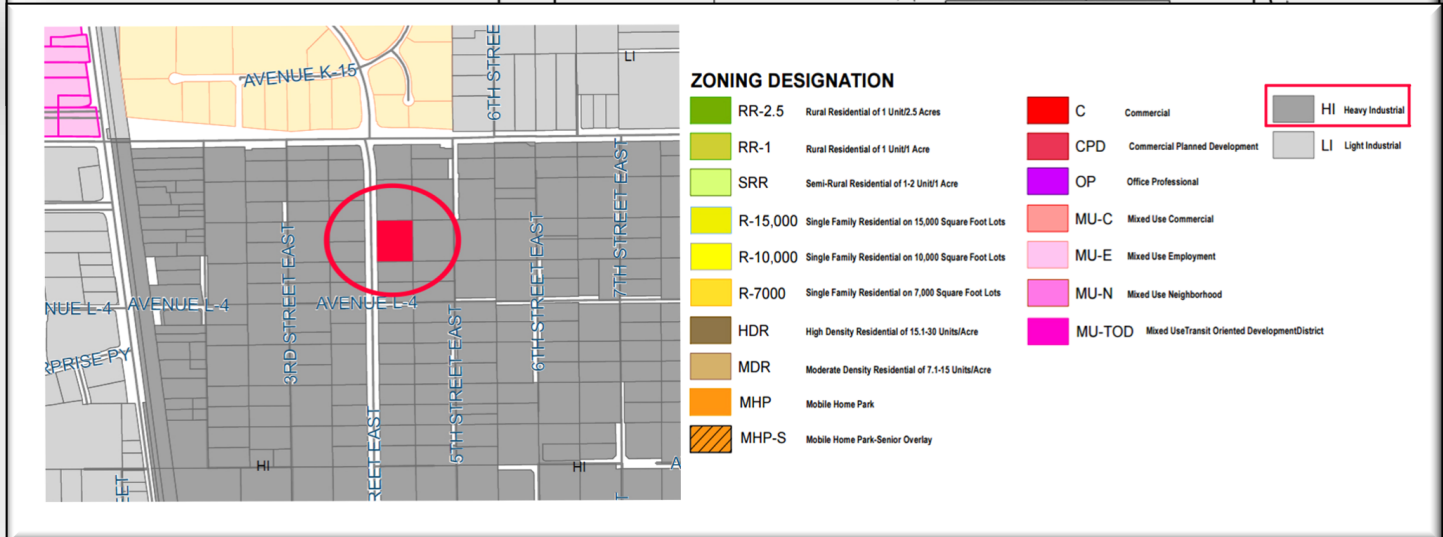 AVENUE K-15
6TH STREE
LI
7TH STREET EAST
3RD STREET EAST
6TH STREET EAST
NUE L-4
AVENUE L-4
AVENUE L-4
5TH STREET EAST
RPRISE PY
REET EAST
HI
HI
A
ZONING DESIGNATION
RR-2.5 Rural Residential of 1 Unit/2.5 Acres
RR-1 Rural Residential of 1 Unit/1 Acre
SRR Semi-Rural Residential of 1-2 Unit/1 Acre
R-15,000 Single Family Residential on 15,000 Square Foot Lots
R-10,000 Single Family Residential on 10,000 Square Foot Lots
R-7000 Single Family Residential on 7,000 Square Foot Lots
HDR High Density Residential of 15.1-30 Units/Acre
MDR Moderate Density Residential of 7.1-15 Units/Acre
MHP Mobile Home Park
MHP-S Mobile Home Park-Senior Overlay
C Commercial
CPD Commercial Planned Development
OP Office Professional
MU-C Mixed Use Commercial
MU-E Mixed Use Employment
MU-N Mixed Use Neighborhood
MU-TOD Mixed UseTransit Oriented DevelopmentDistrict
HI Heavy Industrial
LI Light Industrial